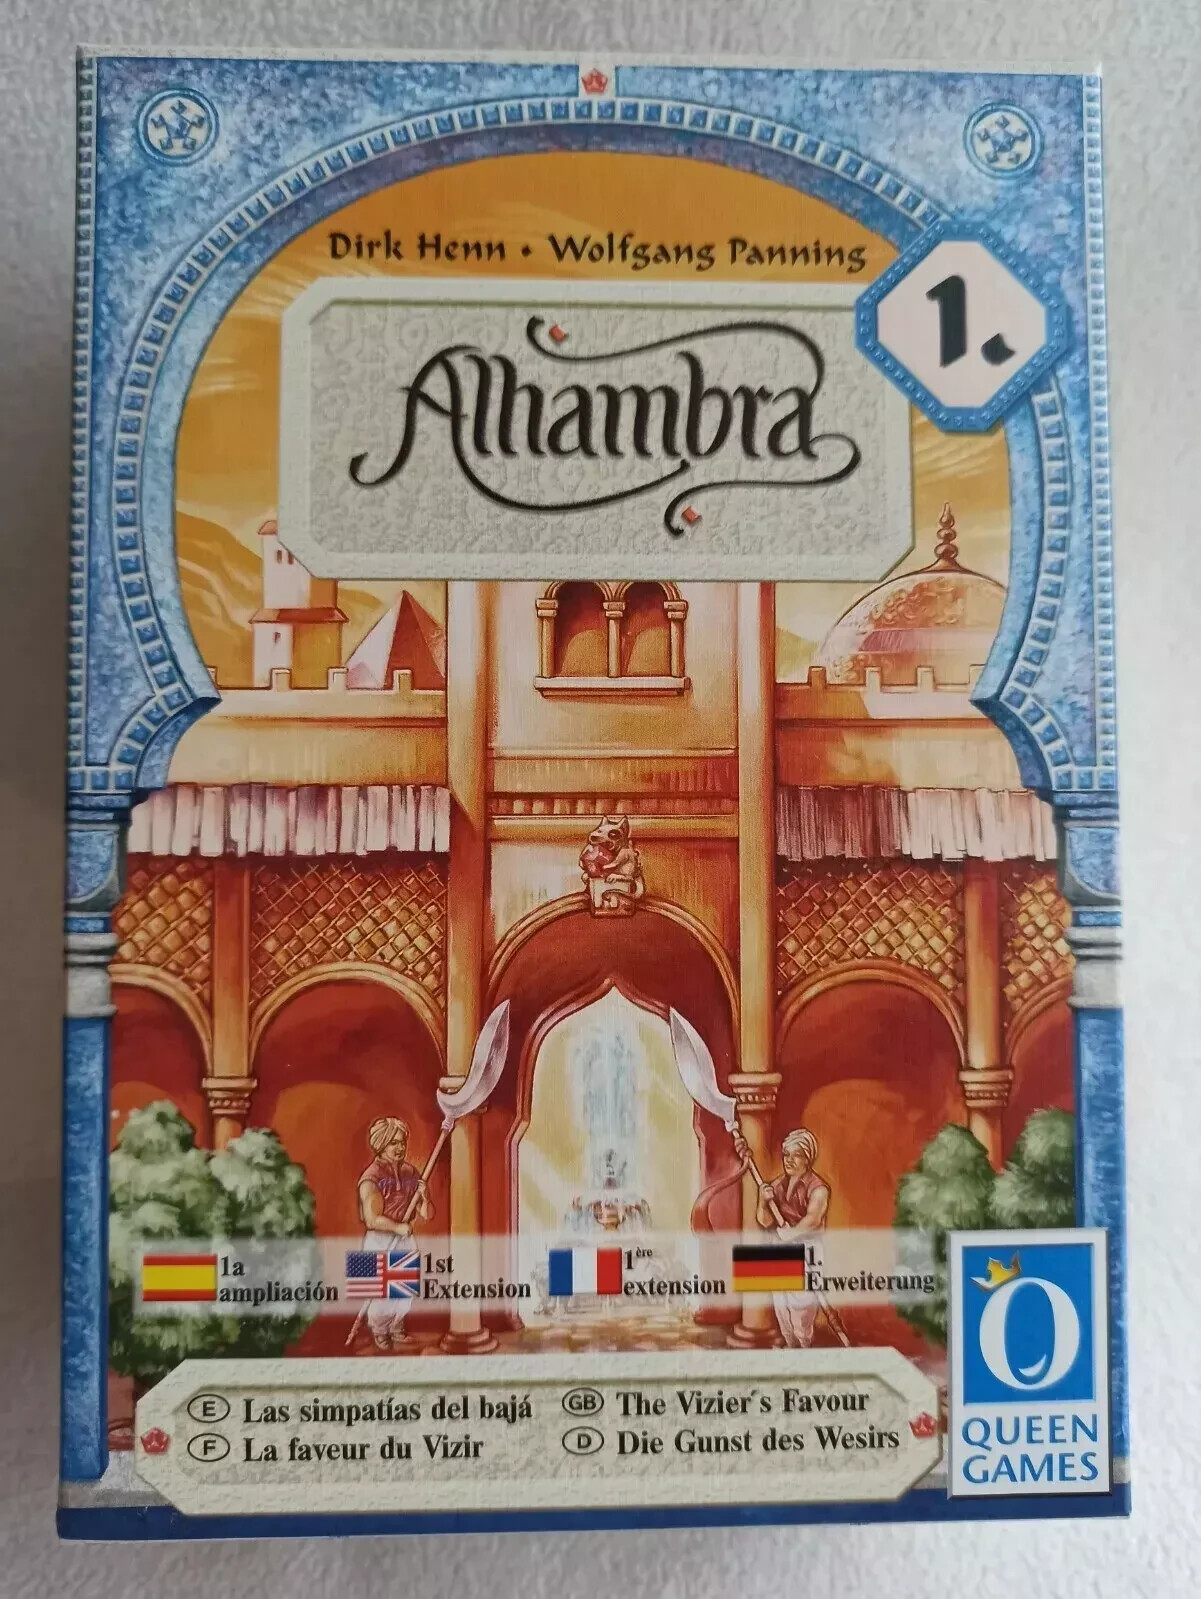 Dirk Henn • Wolfgang Panning
1.
Alhambra
1a
ampliación
1st
Extension
1ère
extension
1.
Erweiterung
E Las simpatías del bajá
GB The Vizier´s Favour
F La faveur du Vizir
D Die Gunst des Wesirs
Q
QUEEN
GAMES